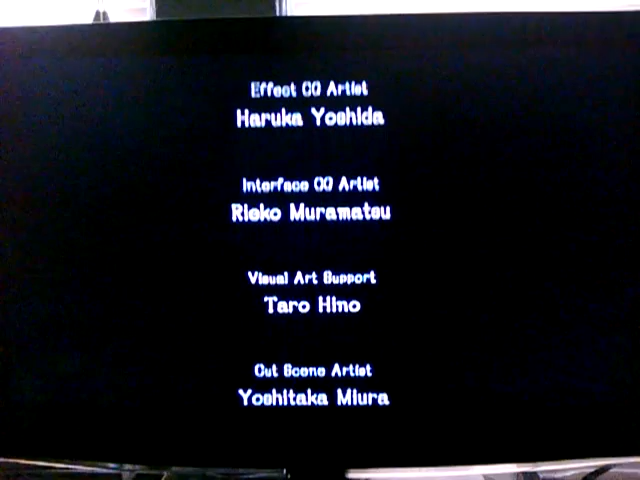 Effect CG Artist
Haruka Yoshida
Interface CG Artist
Rieko Muramatsu
Visual Art Support
Taro Hino
Cut Scene Artist
Yoshitaka Miura